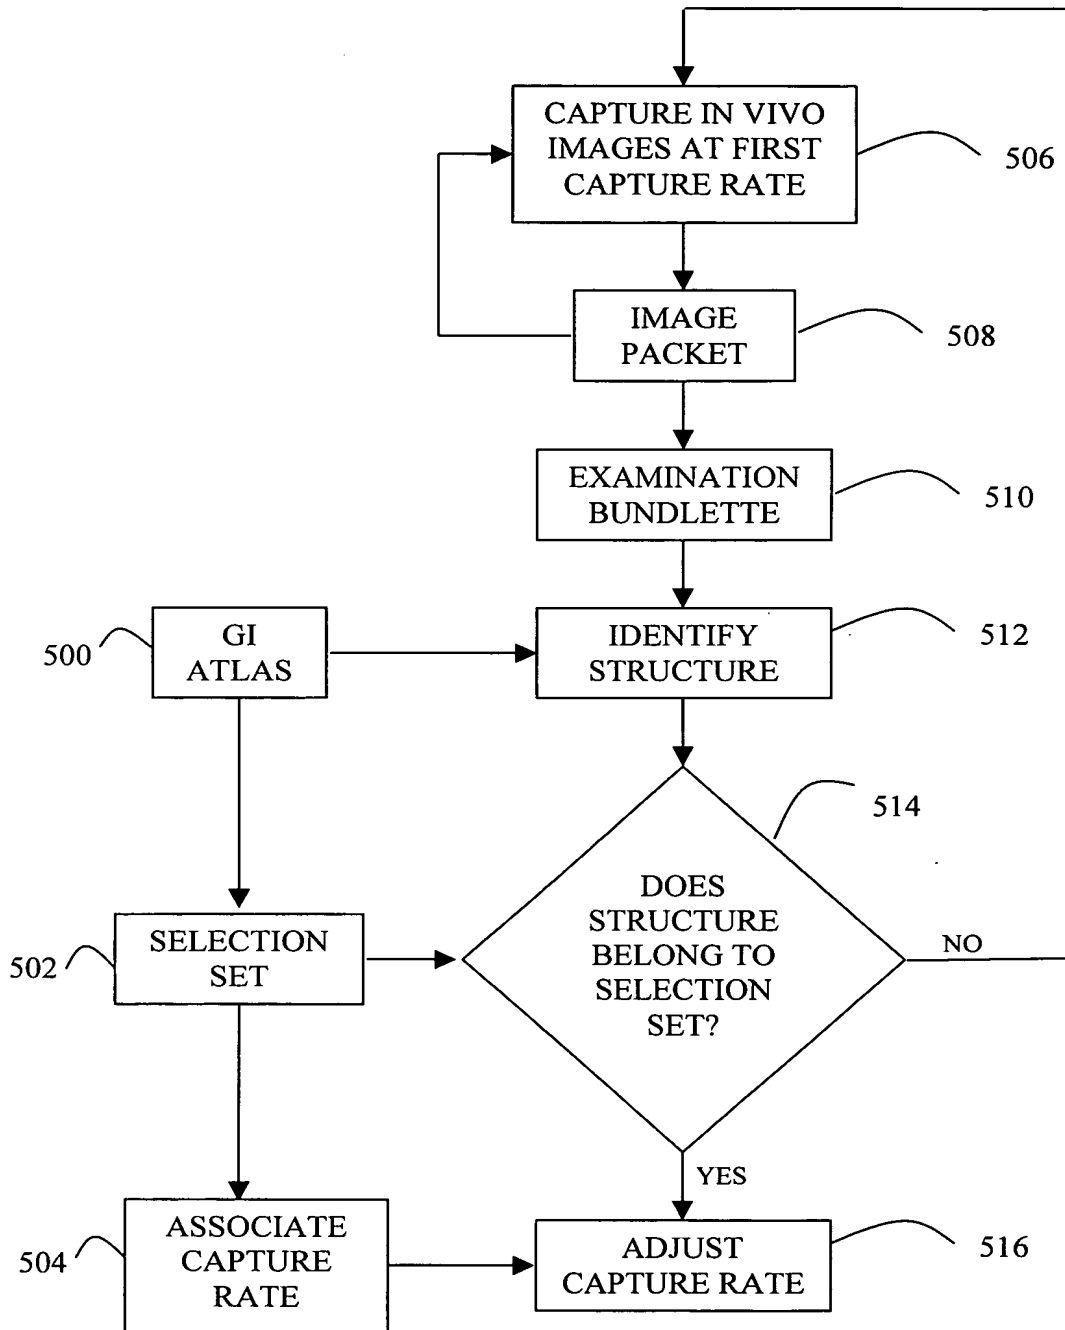 CAPTURE IN VIVO
IMAGES AT FIRST
CAPTURE RATE
506
IMAGE
PACKET
508
EXAMINATION
BUNDLETTE
510
GI
ATLAS
500
IDENTIFY
STRUCTURE
512
514
DOES
STRUCTURE
BELONG TO
SELECTION
SET?
NO
SELECTION
SET
502
YES
ASSOCIATE
CAPTURE
RATE
504
ADJUST
CAPTURE RATE
516